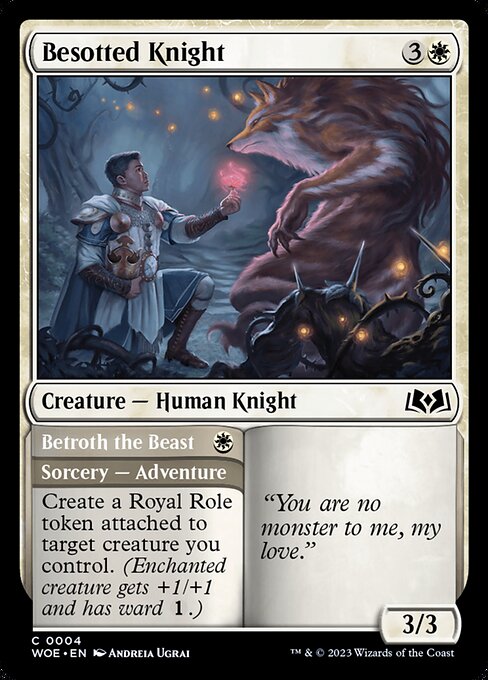 Besotted Knight 3
Creature — Human Knight
Betroth the Beast
Sorcery — Adventure
Create a Royal Role
token attached to
target creature you
control. (Enchanted
creature gets +1/+1
and has ward 1.)
“You are no
monster to me, my
love.”
3/3
C 0004
WOE • EN Andreia Ugrai
™ & © 2023 Wizards of the Coast